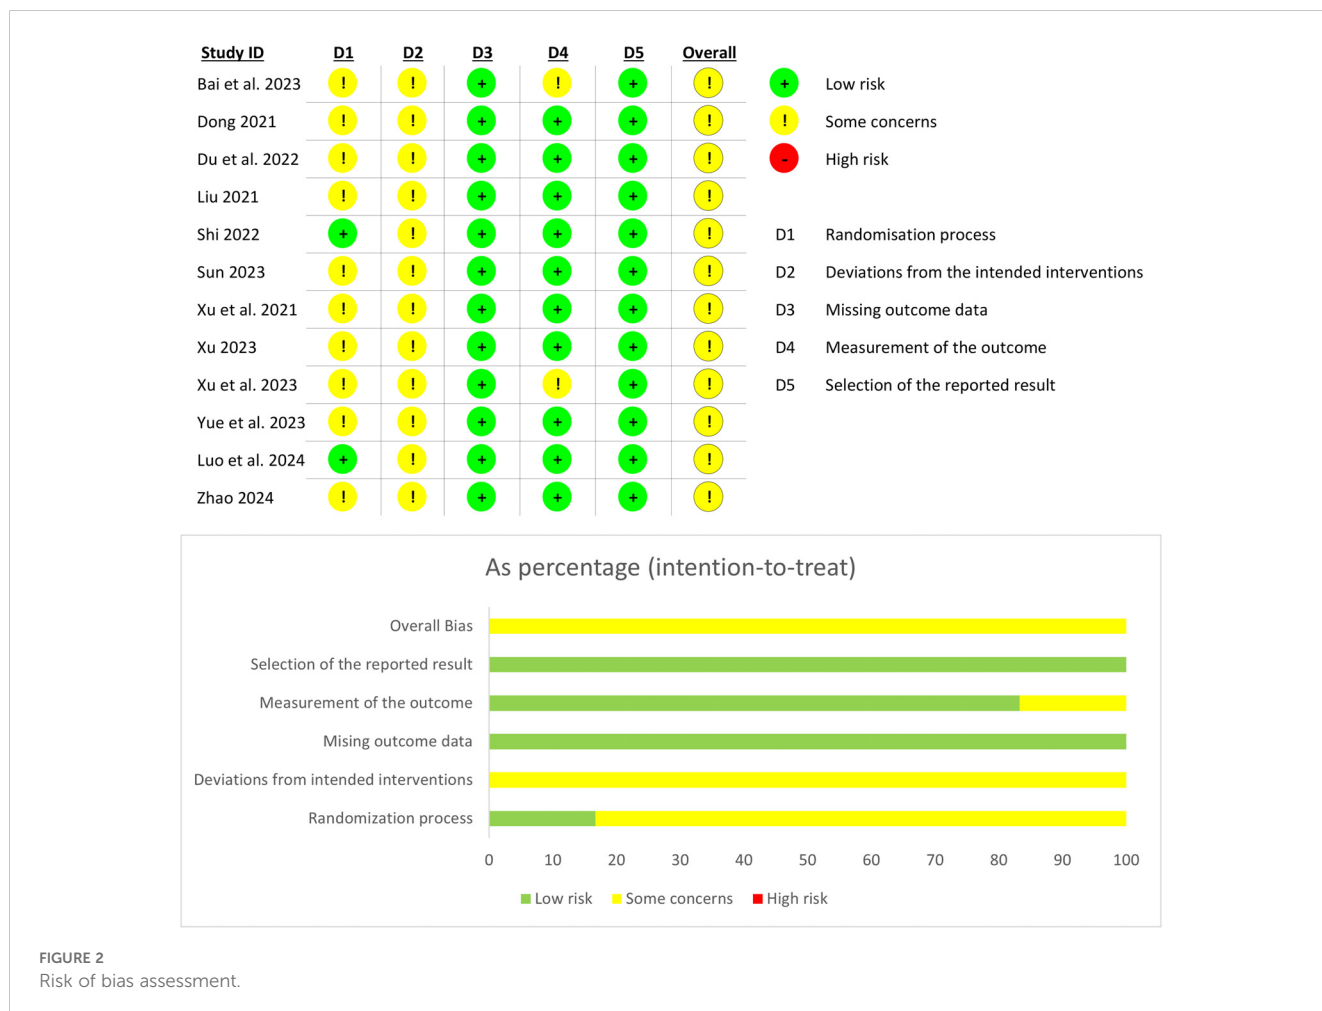 Study ID D1 D2 D3 D4 D5 Overall
Bai et al. 2023 ! ! + ! + !
Dong 2021 ! ! + + + !
Du et al. 2022 ! ! + + + !
Liu 2021 ! ! + + + !
Shi 2022 + ! + + + !
Sun 2023 ! ! + + + !
Xu et al. 2021 ! ! + + + !
Xu 2023 ! ! + + + !
Xu et al. 2023 ! ! + ! + !
Yue et al. 2023 ! ! + + + !
Luo et al. 2024 + ! + + + !
Zhao 2024 ! ! + + + !
+ Low risk
! Some concerns
- High risk
D1 Randomisation process
D2 Deviations from the intended interventions
D3 Missing outcome data
D4 Measurement of the outcome
D5 Selection of the reported result
As percentage (intention-to-treat)
Overall Bias
Selection of the reported result
Measurement of the outcome
Mising outcome data
Deviations from intended interventions
Randomization process
0 10 20 30 40 50 60 70 80 90 100
Low risk Some concerns High risk
FIGURE 2
Risk of bias assessment.